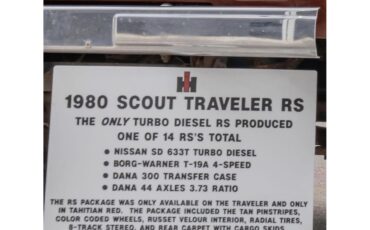 1980 SCOUT TRAVELER RS
THE ONLY TURBO DIESEL RS PRODUCED
ONE OF 14 RS'S TOTAL
• NISSAN SD 633T TURBO DIESEL
• BORG-WARNER T-19A 4-SPEED
• DANA 300 TRANSFER CASE
• DANA 44 AXLES 3.73 RATIO
THE RS PACKAGE WAS ONLY AVAILABLE ON THE TRAVELER AND ONLY
IN TAHITIAN RED. THE PACKAGE INCLUDED TAN PINSTRIPES,
COLOR CODED WHEELS, RUSSET VELOUR INTERIOR, RADIAL TIRES,
8-TRACK STEREO, AND REAR CARPET WITH CARGO SKIDS